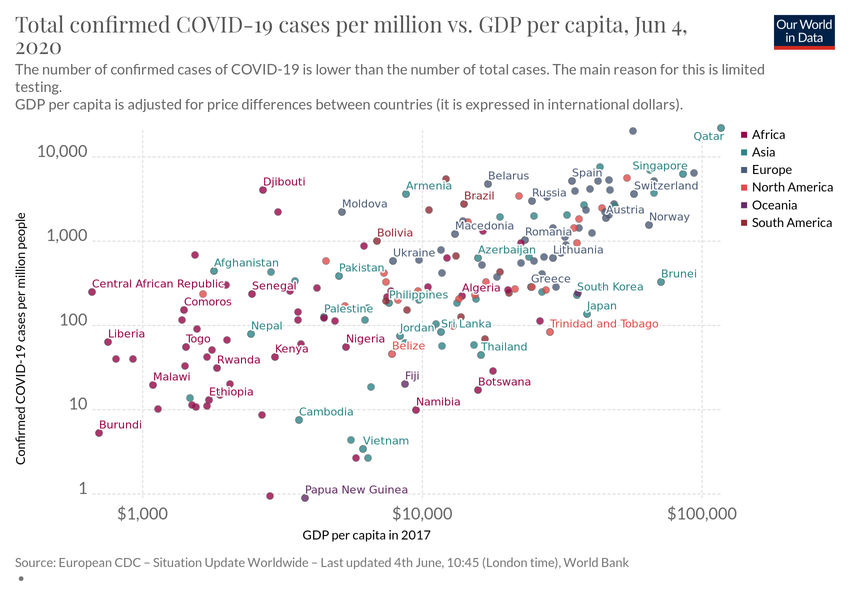 Total confirmed COVID-19 cases per million vs. GDP per capita, Jun 4,
2020
Our World
in Data
The number of confirmed cases of COVID-19 is lower than the number of total cases. The main reason for this is limited
testing.
GDP per capita is adjusted for price differences between countries (it is expressed in international dollars).
Confirmed COVID-19 cases per million people
10,000
1,000
100
10
1
Qatar
Singapore
Spain
Belarus
Djibouti
Armenia
Switzerland
Russia
Brazil
Moldova
Austria
Norway
Macedonia
Romania
Bolivia
Lithuania
Azerbaijan
Ukraine
Afghanistan
Pakistan
Brunei
Greece
Central African Republic
Senegal
Algeria
South Korea
Philippines
Comoros
Palestine
Japan
Nepal
Jordan
Sri Lanka
Trinidad and Tobago
Liberia
Togo
Nigeria
Belize
Thailand
Kenya
Rwanda
Malawi
Fiji
Botswana
Ethiopia
Namibia
Cambodia
Burundi
Vietnam
Papua New Guinea
$1,000
$10,000
$100,000
GDP per capita in 2017
Africa
Asia
Europe
North America
Oceania
South America
Source: European CDC – Situation Update Worldwide – Last updated 4th June, 10:45 (London time), World Bank